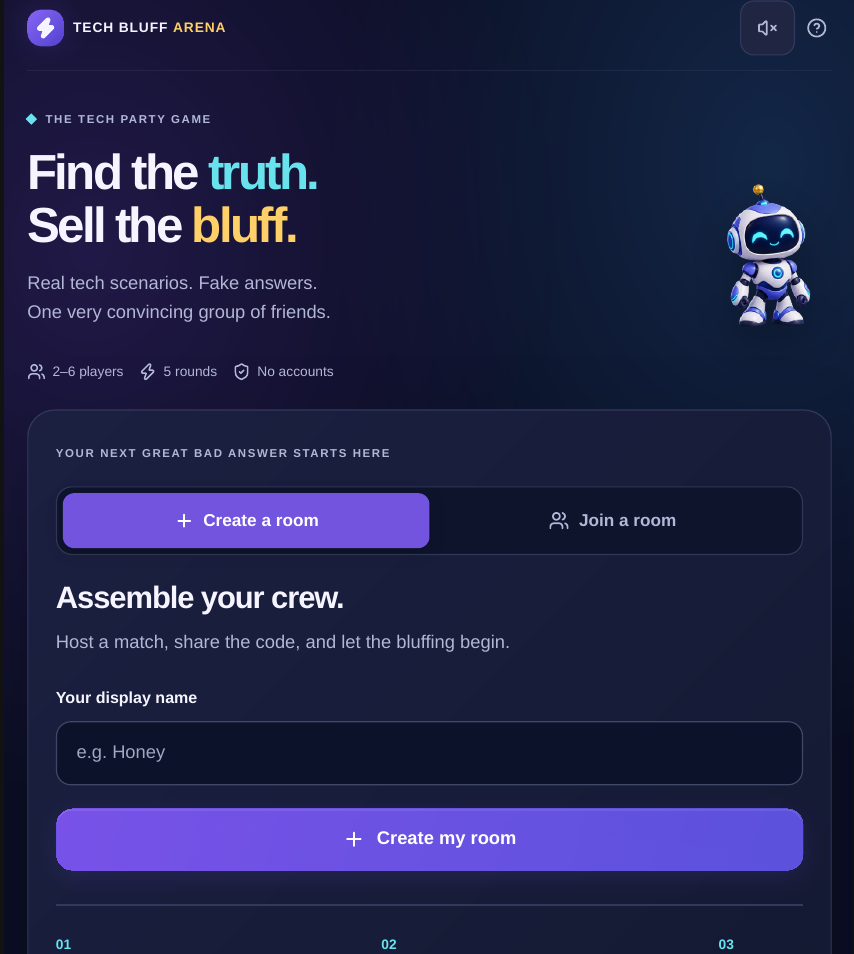 TECH BLUFF ARENA
THE TECH PARTY GAME
Find the truth.
Sell the bluff.
Real tech scenarios. Fake answers.
One very convincing group of friends.
2–6 players 5 rounds No accounts
YOUR NEXT GREAT BAD ANSWER STARTS HERE
Create a room Join a room
Assemble your crew.
Host a match, share the code, and let the bluffing begin.
Your display name
e.g. Honey
Create my room
01 02 03